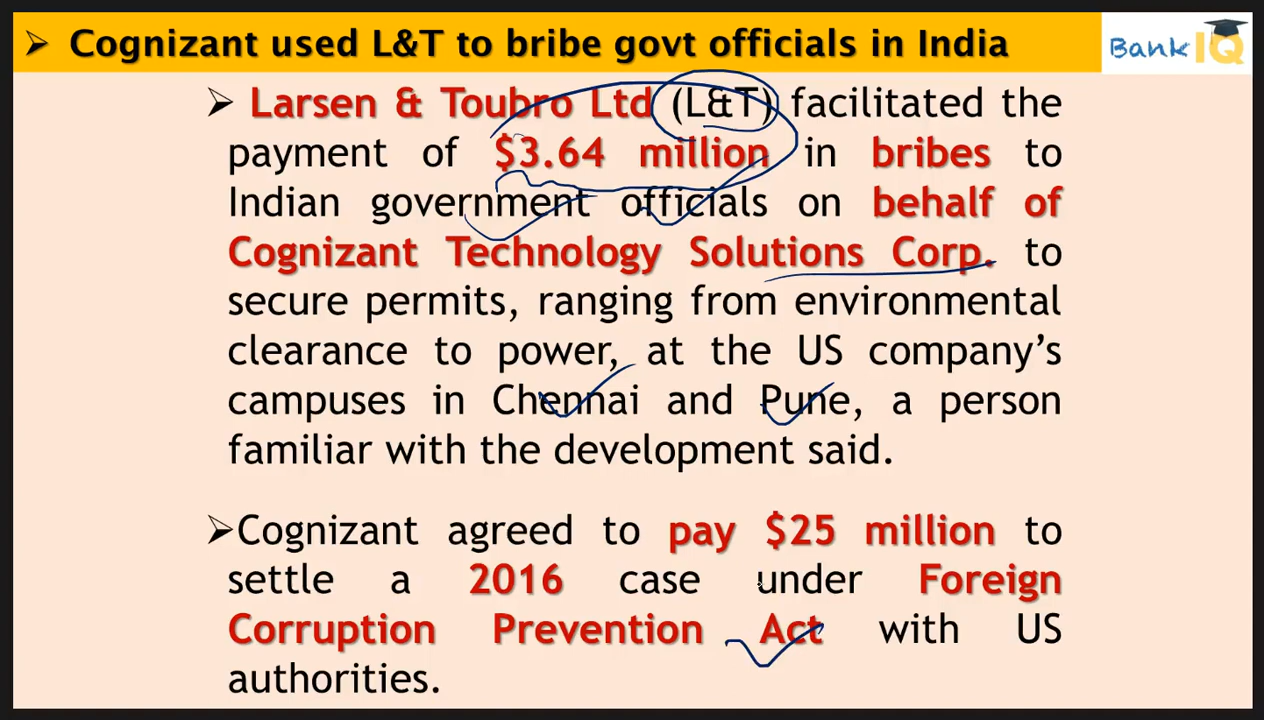 ➢ Cognizant used L&T to bribe govt officials in India
Bank IQ
➢ Larsen & Toubro Ltd (L&T) facilitated the
payment of $3.64 million in bribes to
Indian government officials on behalf of
Cognizant Technology Solutions Corp. to
secure permits, ranging from environmental
clearance to power, at the US company’s
campuses in Chennai and Pune, a person
familiar with the development said.
➢Cognizant agreed to pay $25 million to
settle a 2016 case under Foreign
Corruption Prevention Act with US
authorities.